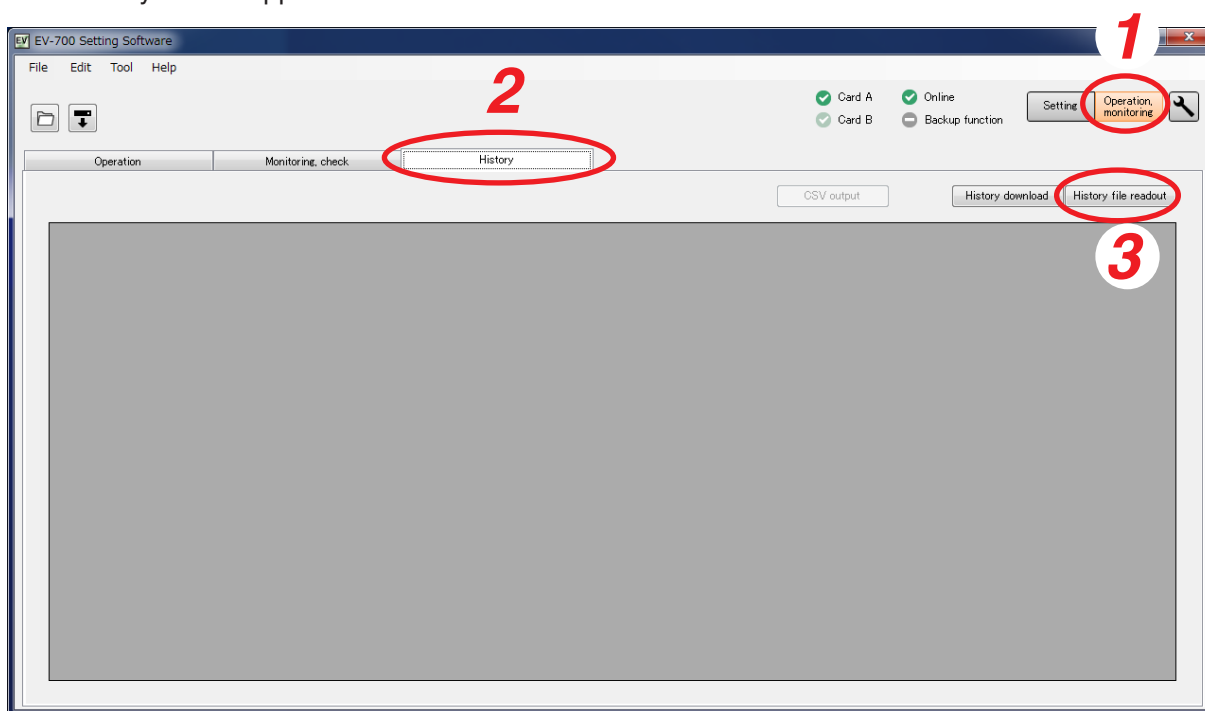 EV EV-700 Setting Software
1
File Edit Tool Help
2
Card A Online
Card B Backup function
Setting
Operation,
monitoring
Operation Monitoring, check History
CSV output History download History file readout
3